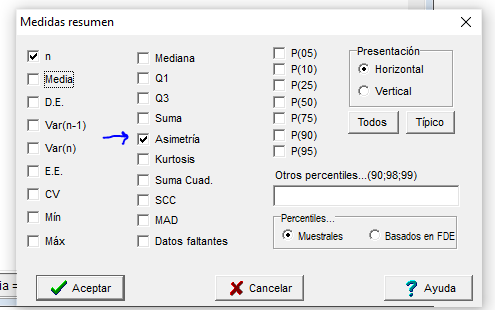 Medidas resumen
n
Media
D.E.
Var(n-1)
Var(n)
E.E.
CV
Mín
Máx
Mediana
Q1
Q3
Suma
Asimetría
Kurtosis
Suma Cuad.
SCC
MAD
Datos faltantes
P(05)
P(10)
P(25)
P(50)
P(75)
P(90)
P(95)
Presentación
Horizontal
Vertical
Todos
Típico
Otros percentiles...(90;98;99)
Percentiles...
Muestrales
Basados en FDE
ia =
Aceptar
Cancelar
Ayuda